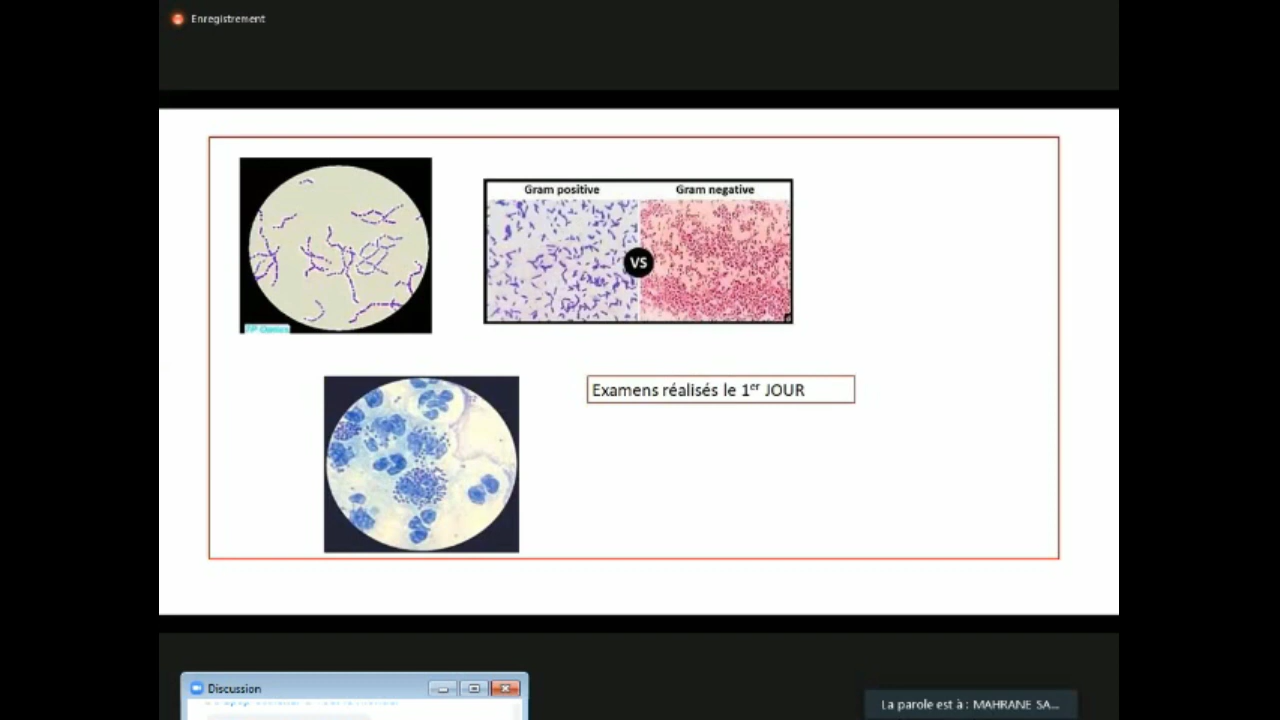 Enregistrement
Gram positive
Gram negative
VS
Examens réalisés le 1er JOUR
Discussion
La parole est à : MAHRANE SA...